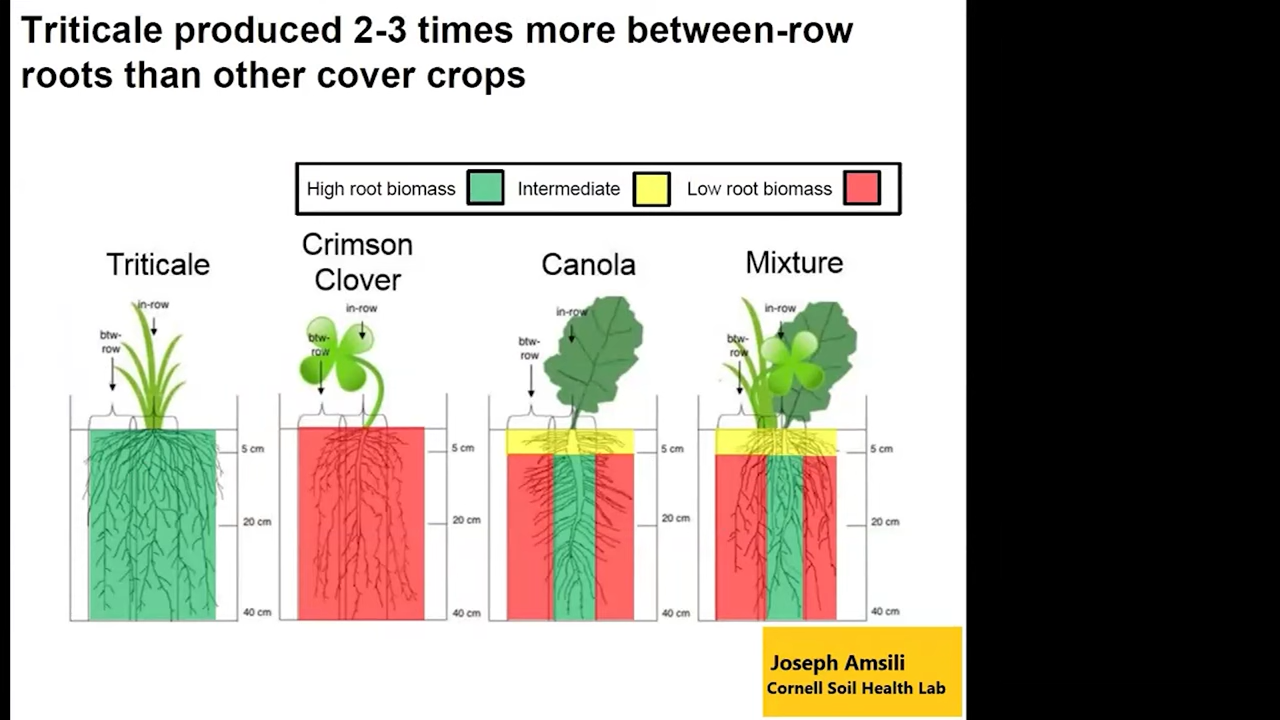 Triticale produced 2-3 times more between-row
roots than other cover crops
High root biomass Intermediate Low root biomass
Triticale
Crimson
Clover
Canola
Mixture
in-row
btw-
row
5 cm
20 cm
40 cm
in-row
btw-
row
5 cm
20 cm
40 cm
in-row
btw-
row
5 cm
20 cm
40 cm
in-row
btw-
row
5 cm
20 cm
40 cm
Joseph Amsili
Cornell Soil Health Lab